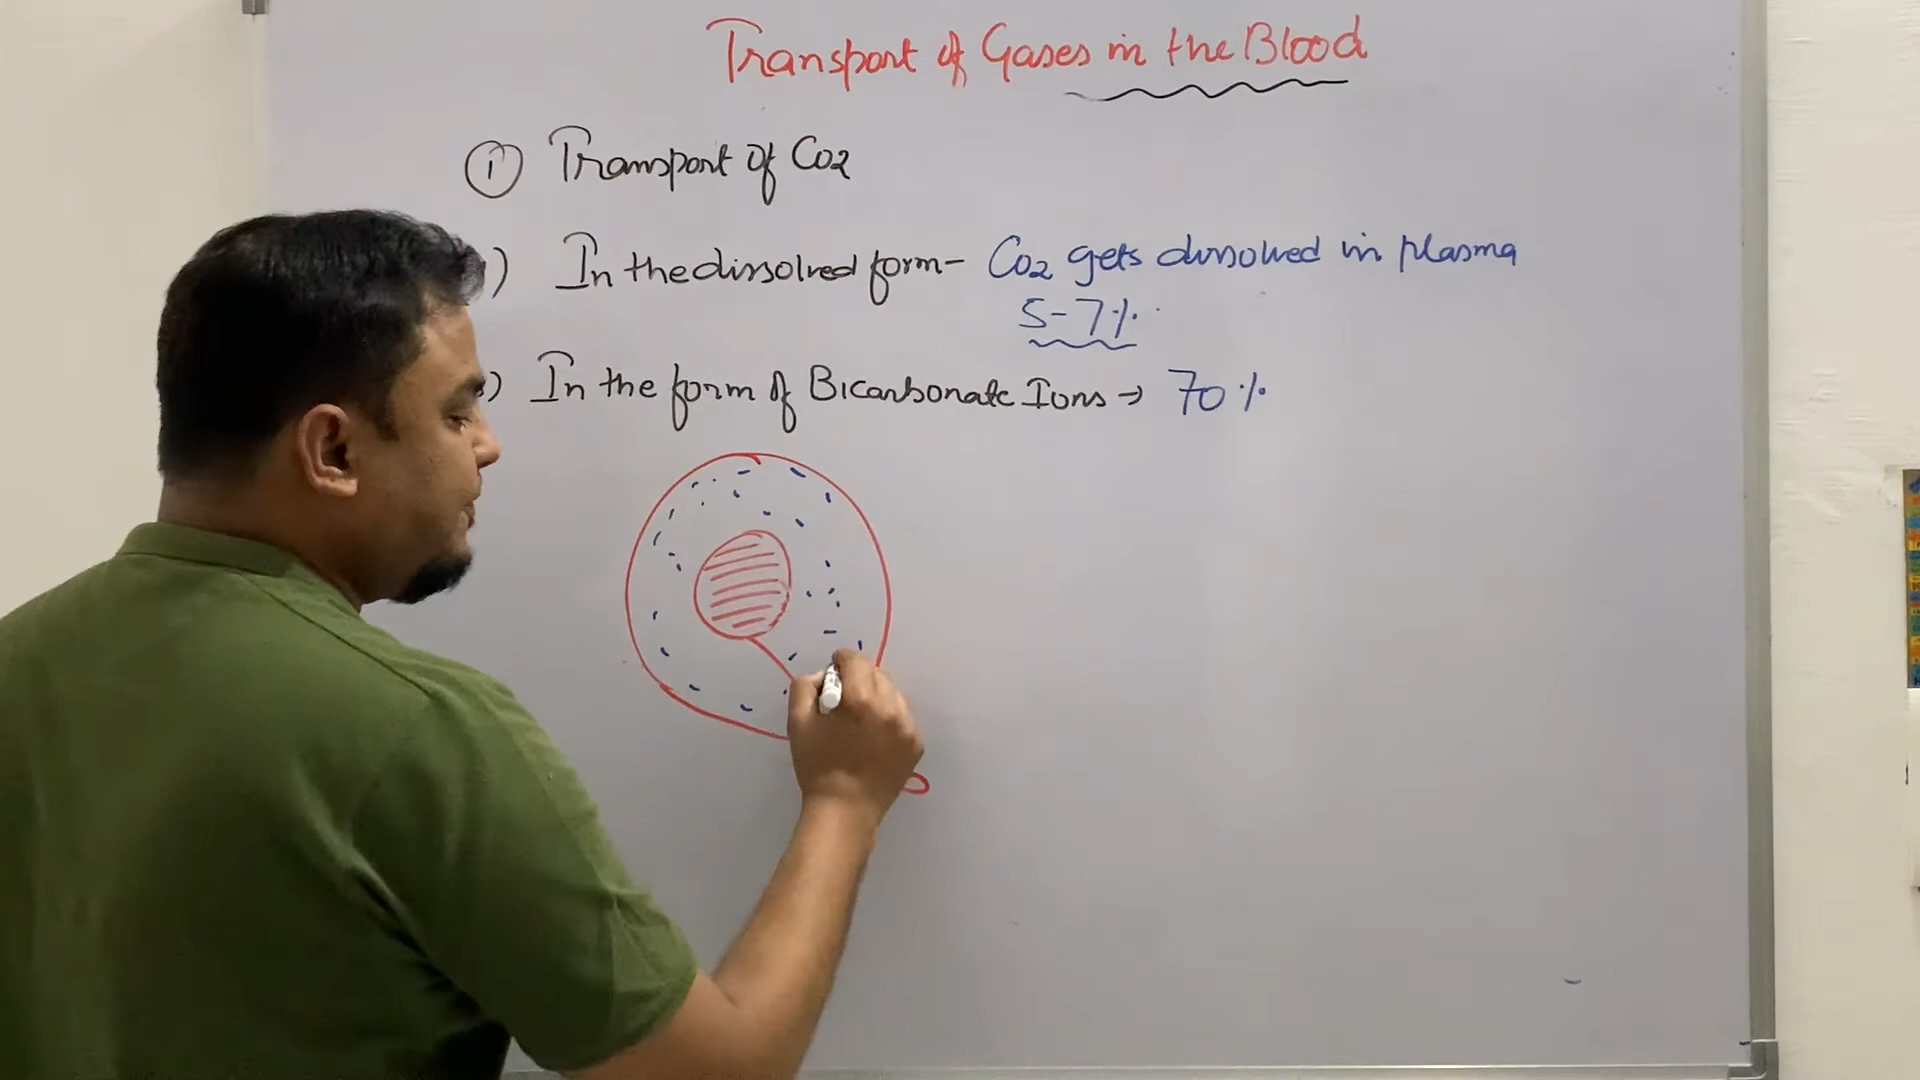 Transport of Gases in the Blood
1 Transport of Co2
) In the dissolved form - Co2 gets dissolved in plasma
5-7%
) In the form of Bicarbonate Ions → 70%